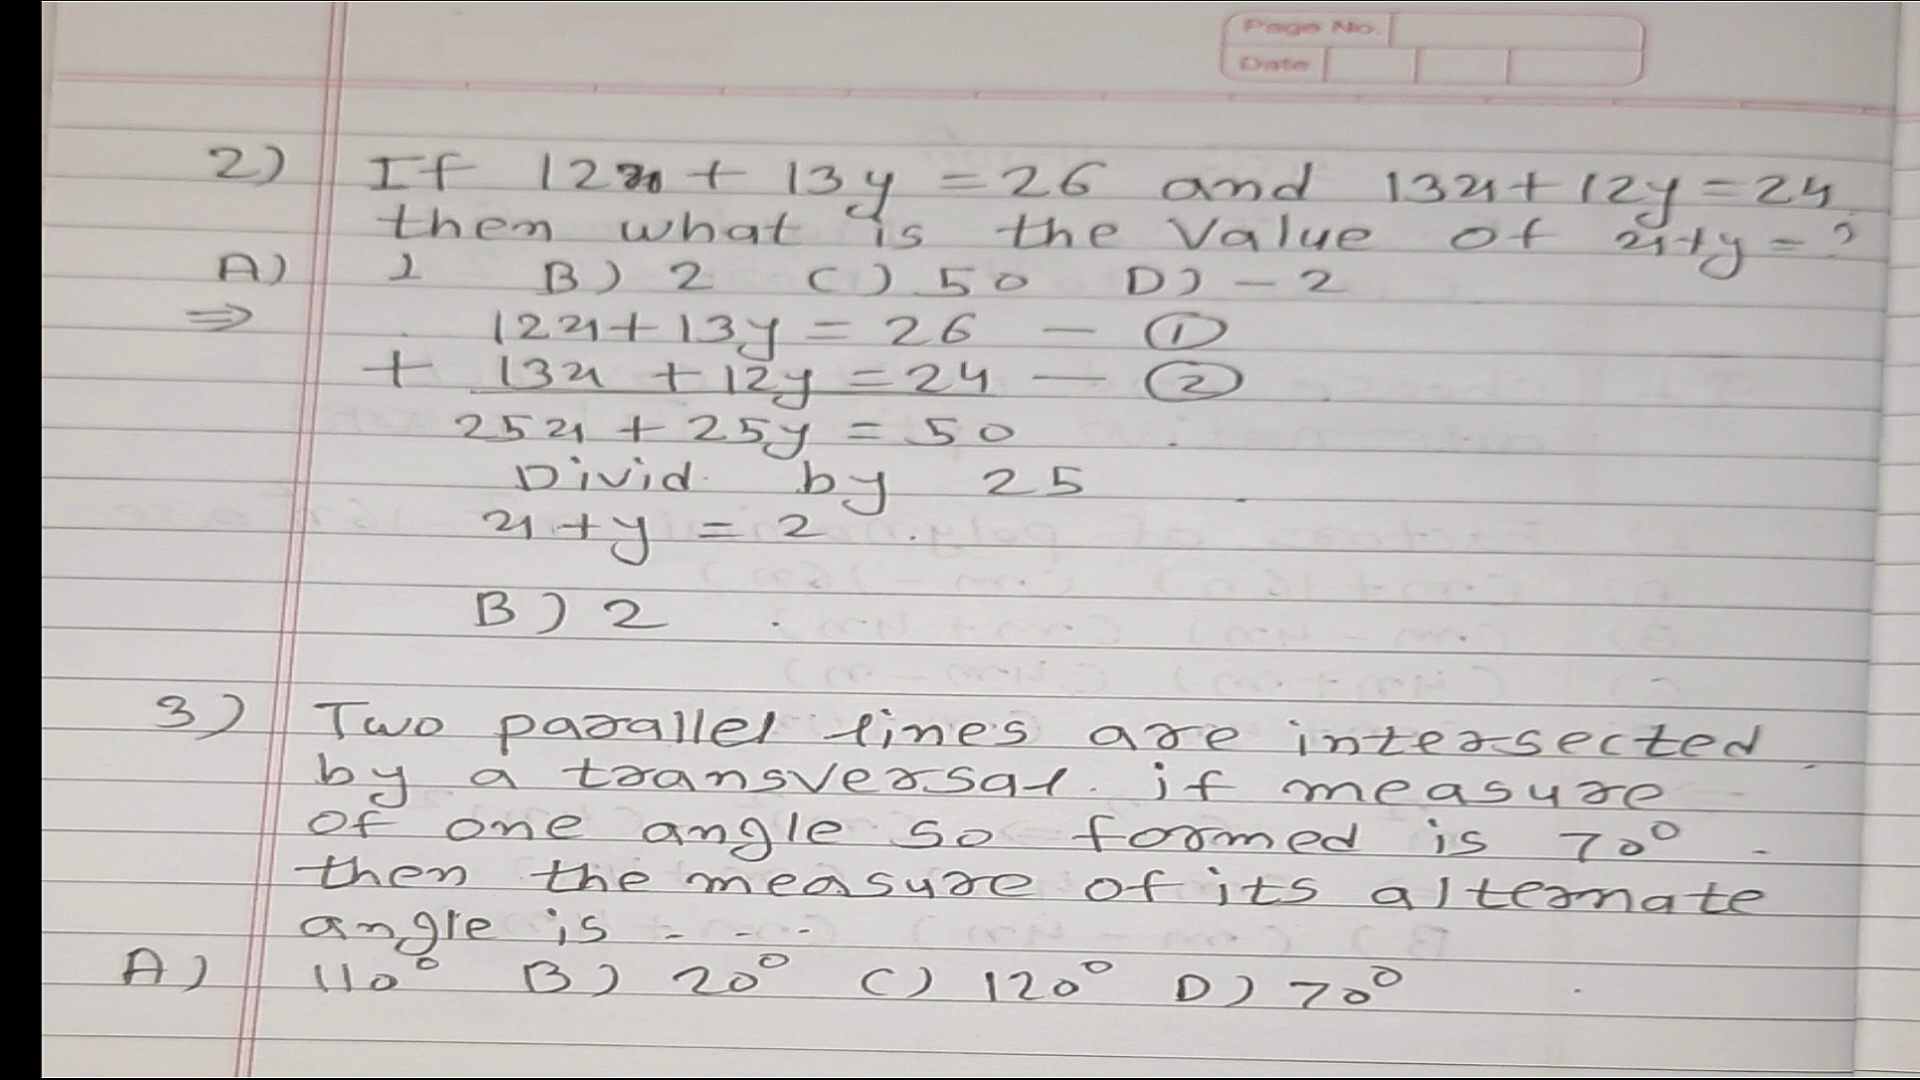 Page No.
Date
2) If 12x + 13y = 26 and 13x + 12y = 24
then what is the Value of x+y = ?
A) 1 B) 2 C) 50 D) - 2
⇒ 12x + 13y = 26 — ①
+ 13x + 12y = 24 — ②
25x + 25y = 50
Divid by 25
x + y = 2
B) 2
3) Two parallel lines are intersected
by a transversal. if measure
of one angle so formed is 70°
then the measure of its alternate
angle is - - -
A) 110° B) 20° C) 120° D) 70°